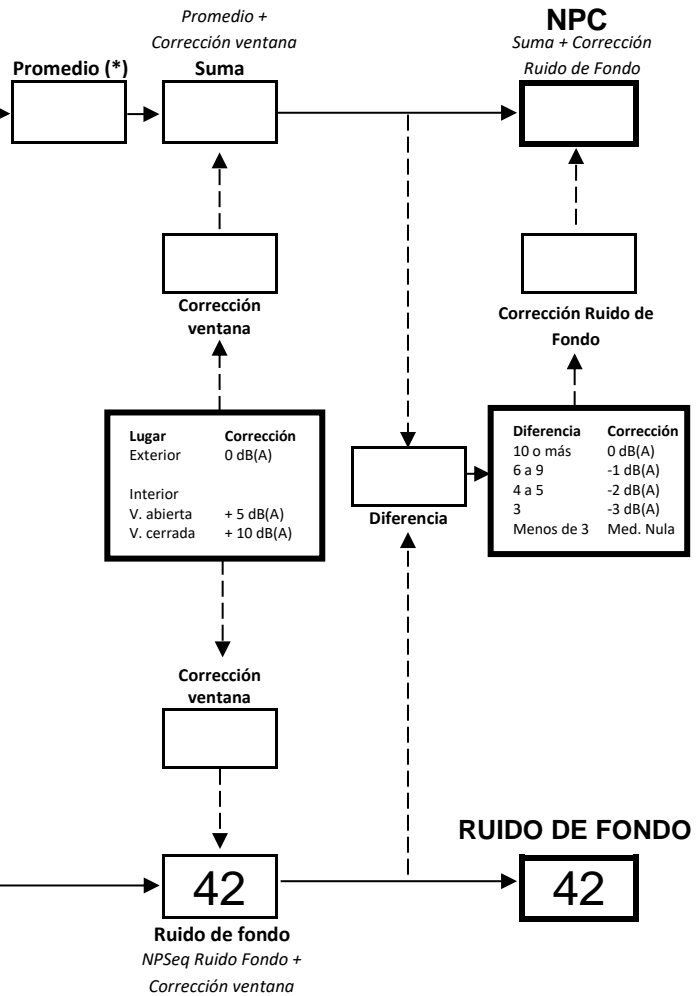 Promedio +
Corrección ventana
Suma
NPC
Suma + Corrección
Ruido de Fondo
Promedio (*)
Corrección
ventana
Corrección Ruido de
Fondo
Lugar Corrección
Exterior 0 dB(A)
Interior
V. abierta + 5 dB(A)
V. cerrada + 10 dB(A)
Diferencia
Diferencia Corrección
10 o más 0 dB(A)
6 a 9 -1 dB(A)
4 a 5 -2 dB(A)
3 -3 dB(A)
Menos de 3 Med. Nula
Corrección
ventana
RUIDO DE FONDO
42
42
Ruido de fondo
NPSeq Ruido Fondo +
Corrección ventana